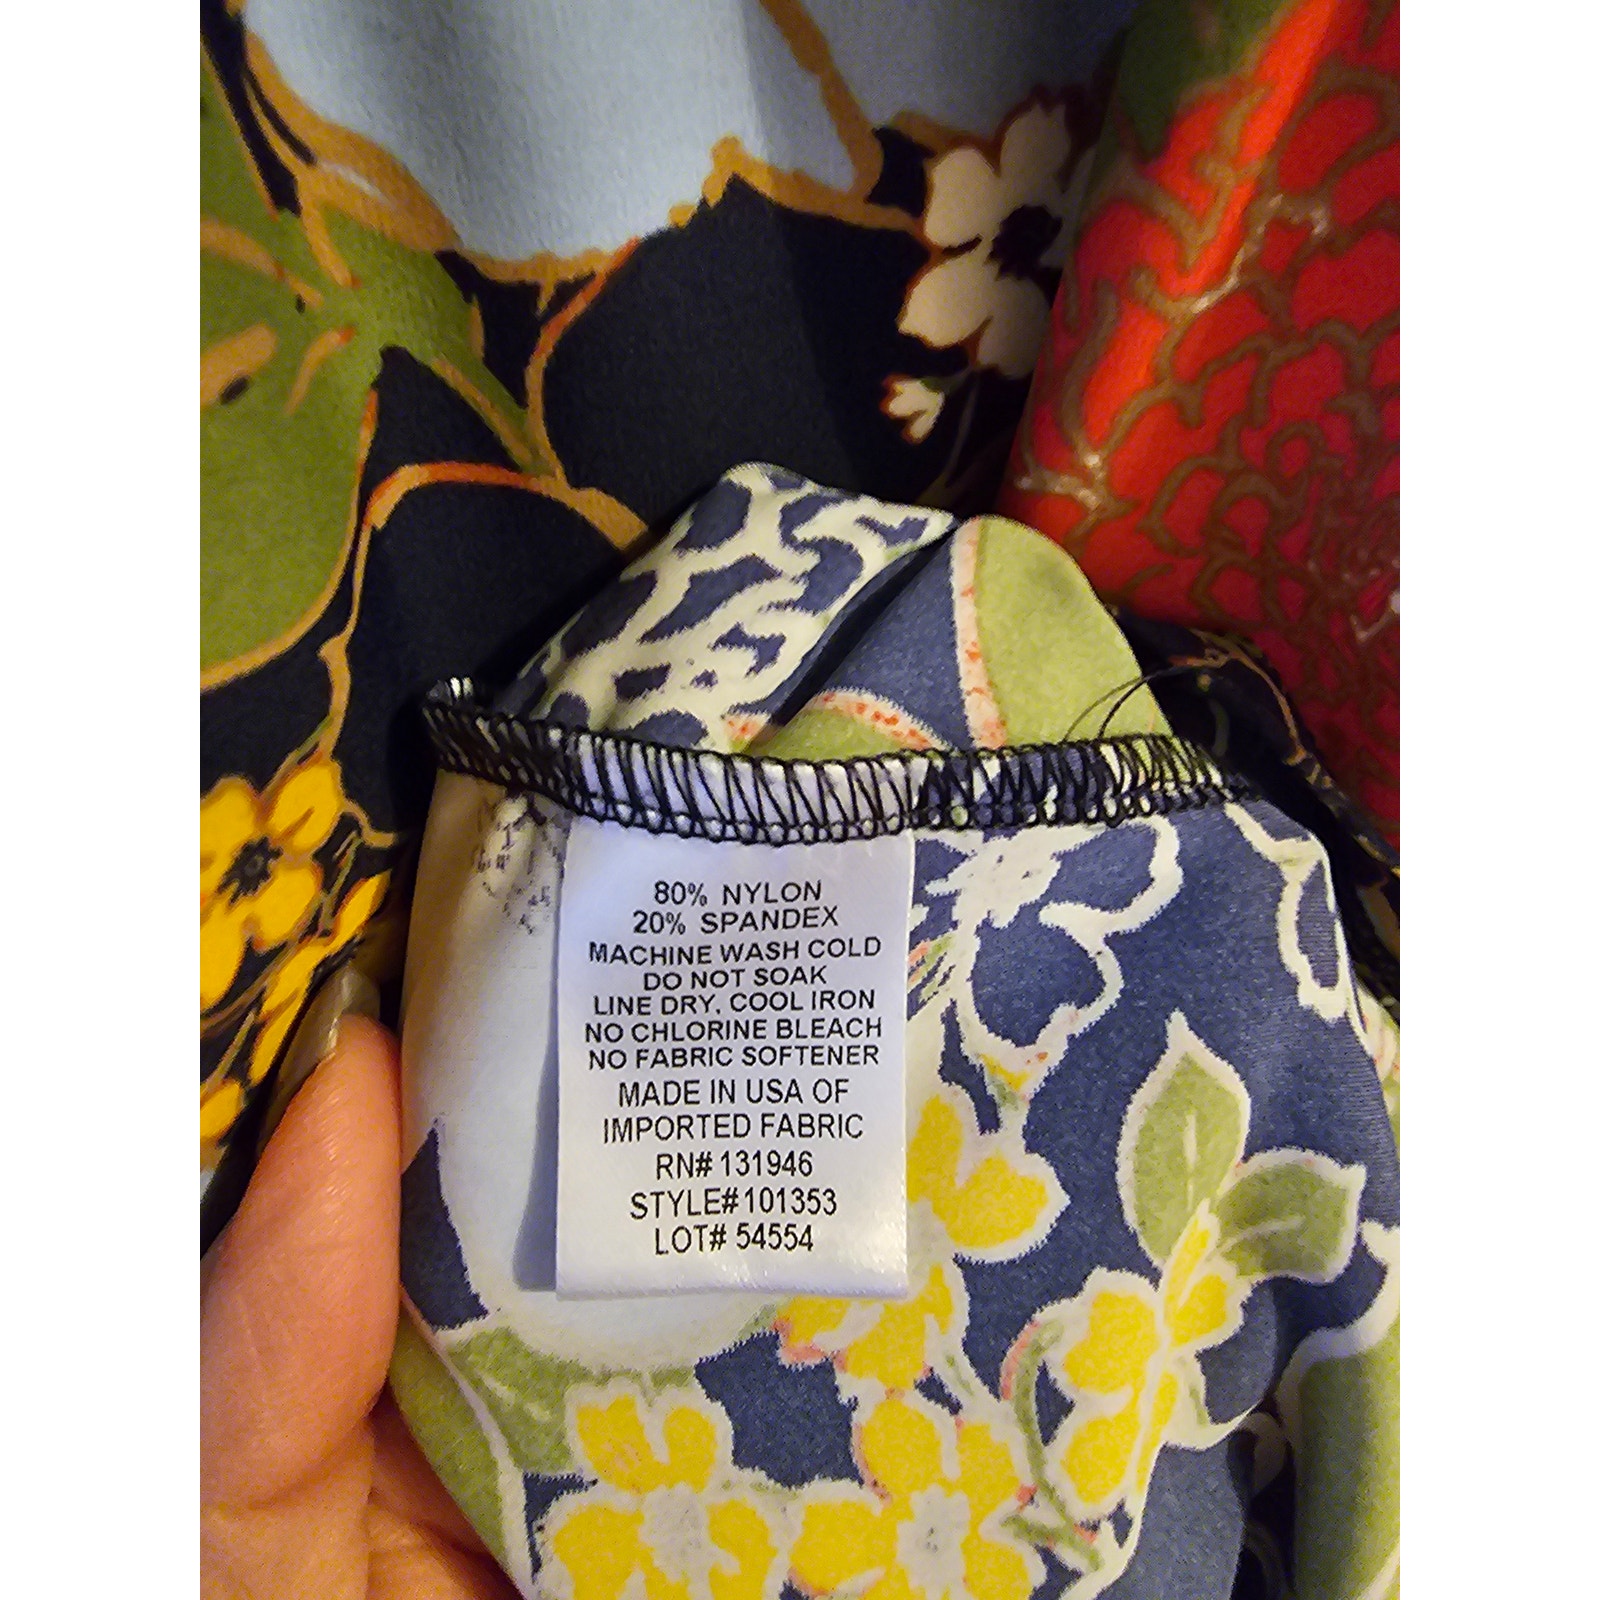 80% NYLON
20% SPANDEX
MACHINE WASH COLD
DO NOT SOAK
LINE DRY, COOL IRON
NO CHLORINE BLEACH
NO FABRIC SOFTENER
MADE IN USA OF
IMPORTED FABRIC
RN# 131946
STYLE#101353
LOT# 54554